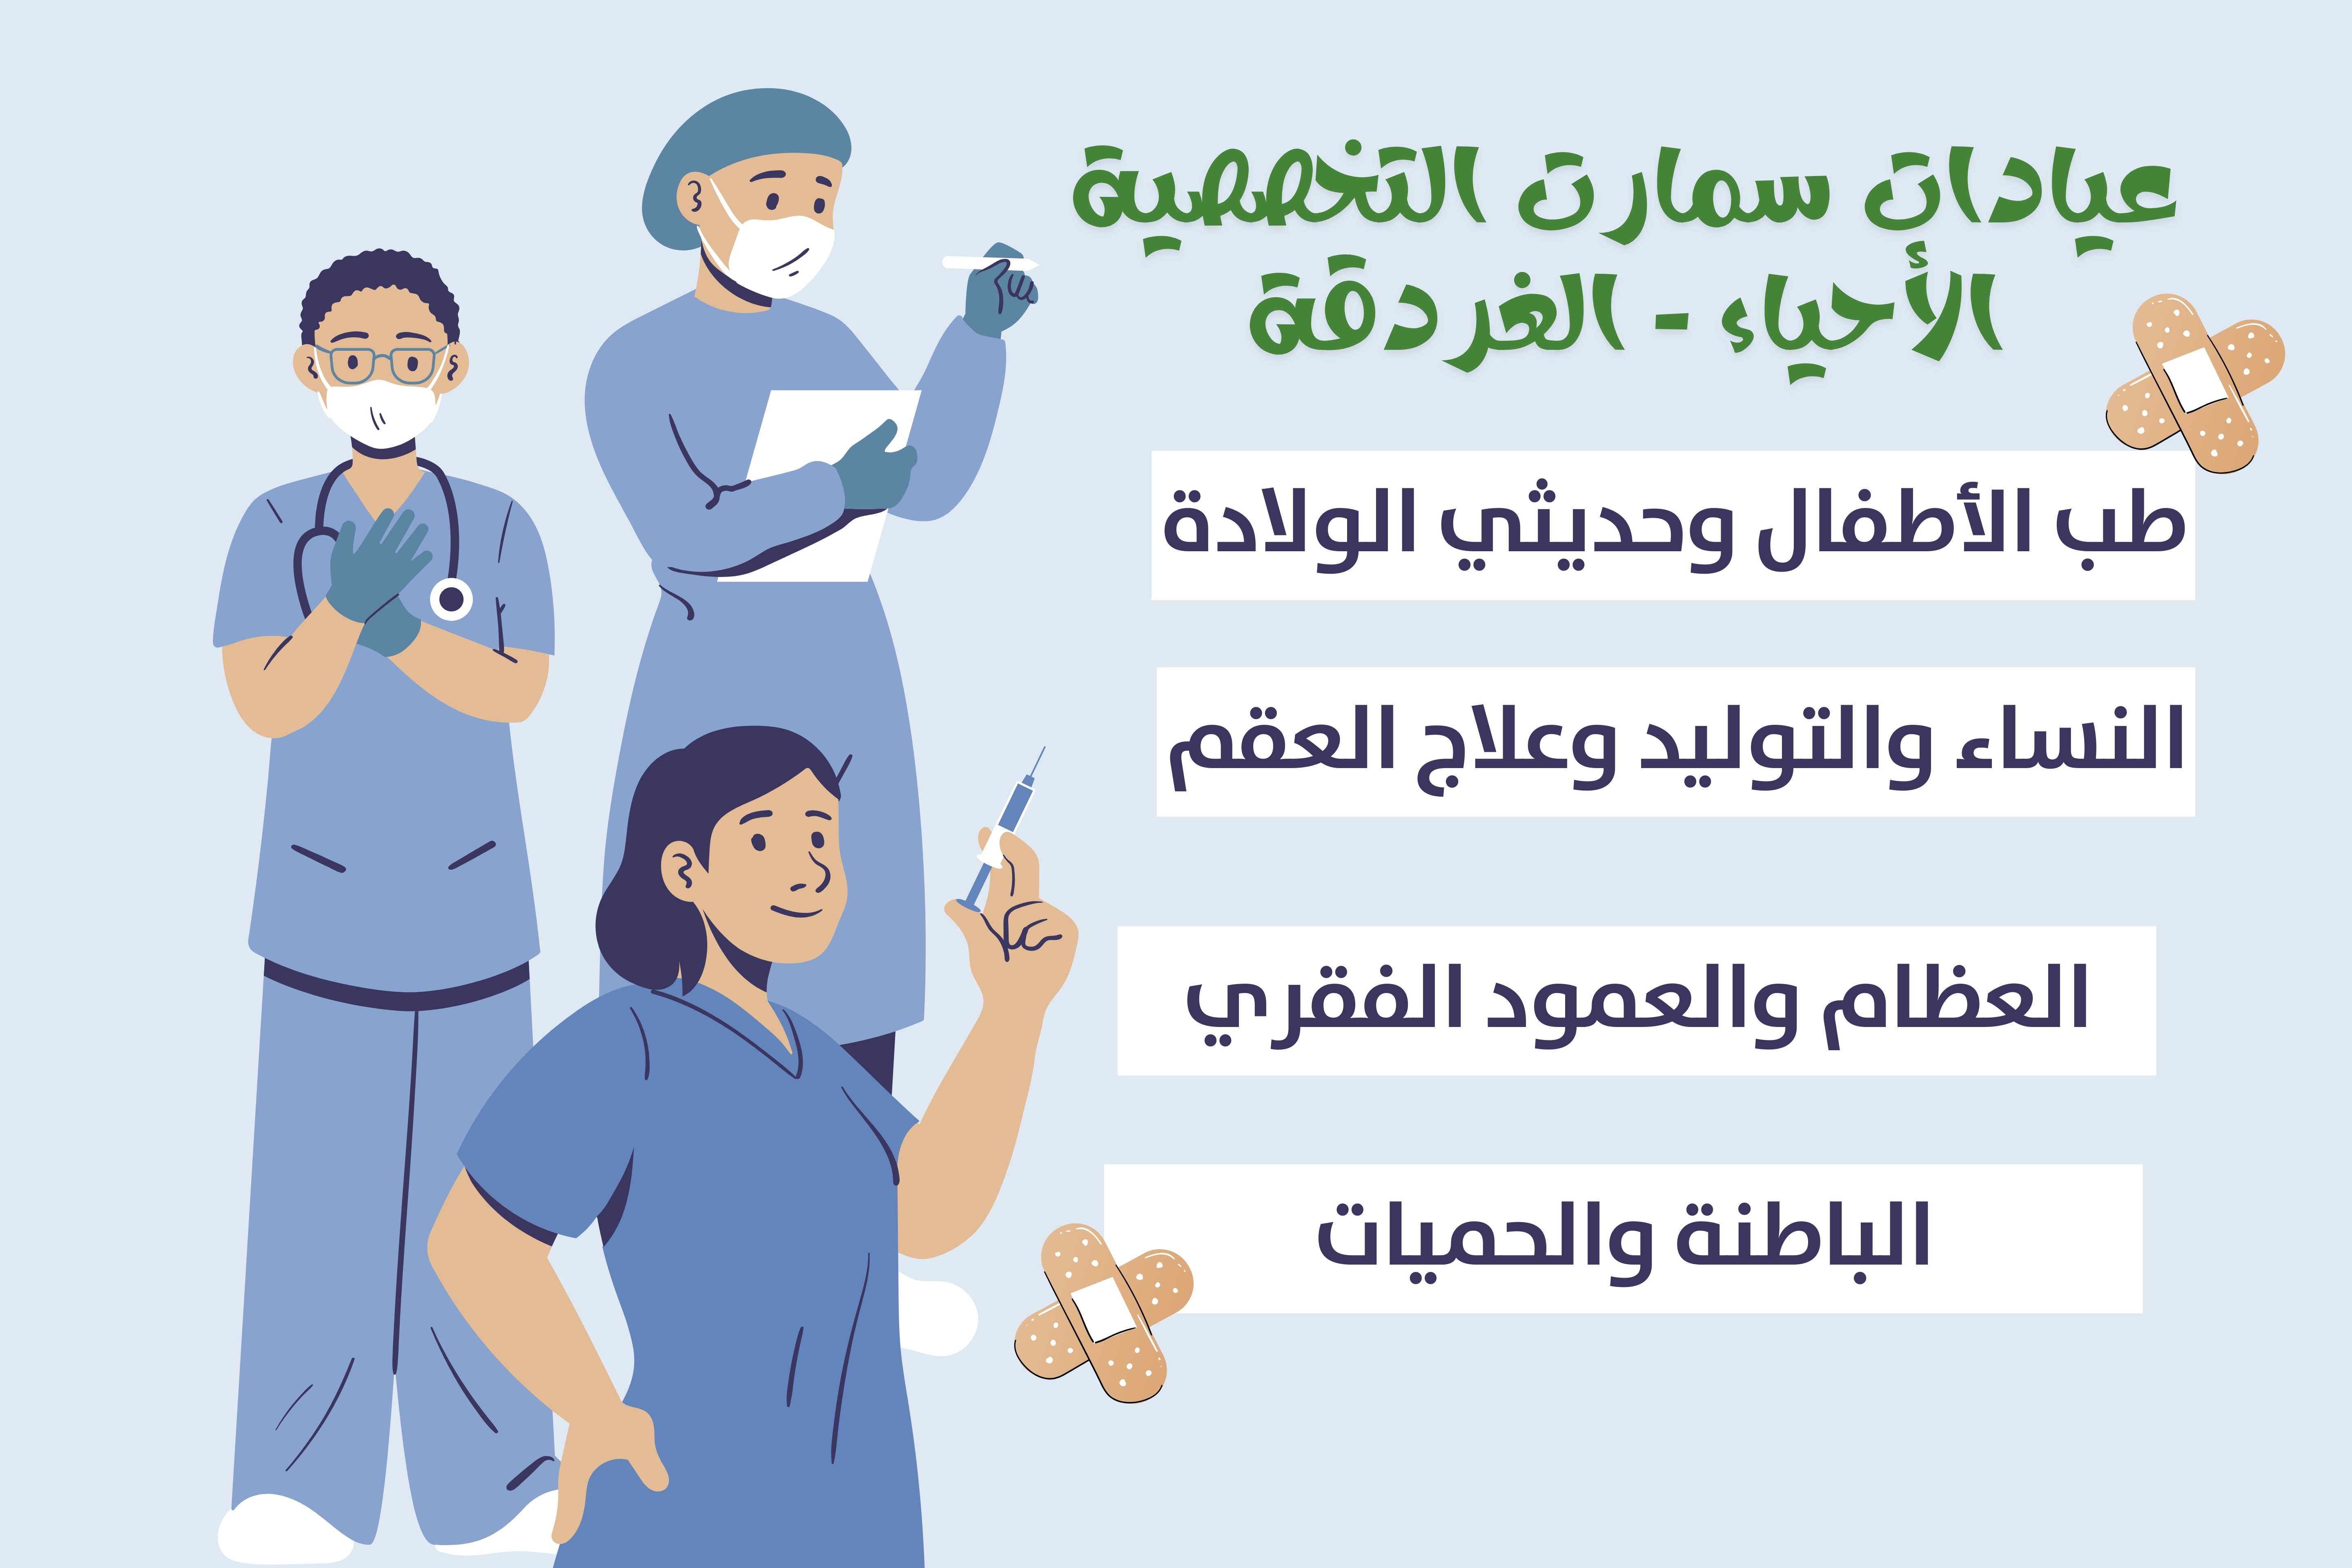 عيادات سمارت التخصصية
الأحياء - الغردقة
طب الأطفال وحديثي الولادة
النساء والتوليد وعلاج العقم
العظام والعمود الفقري
الباطنة والحميات